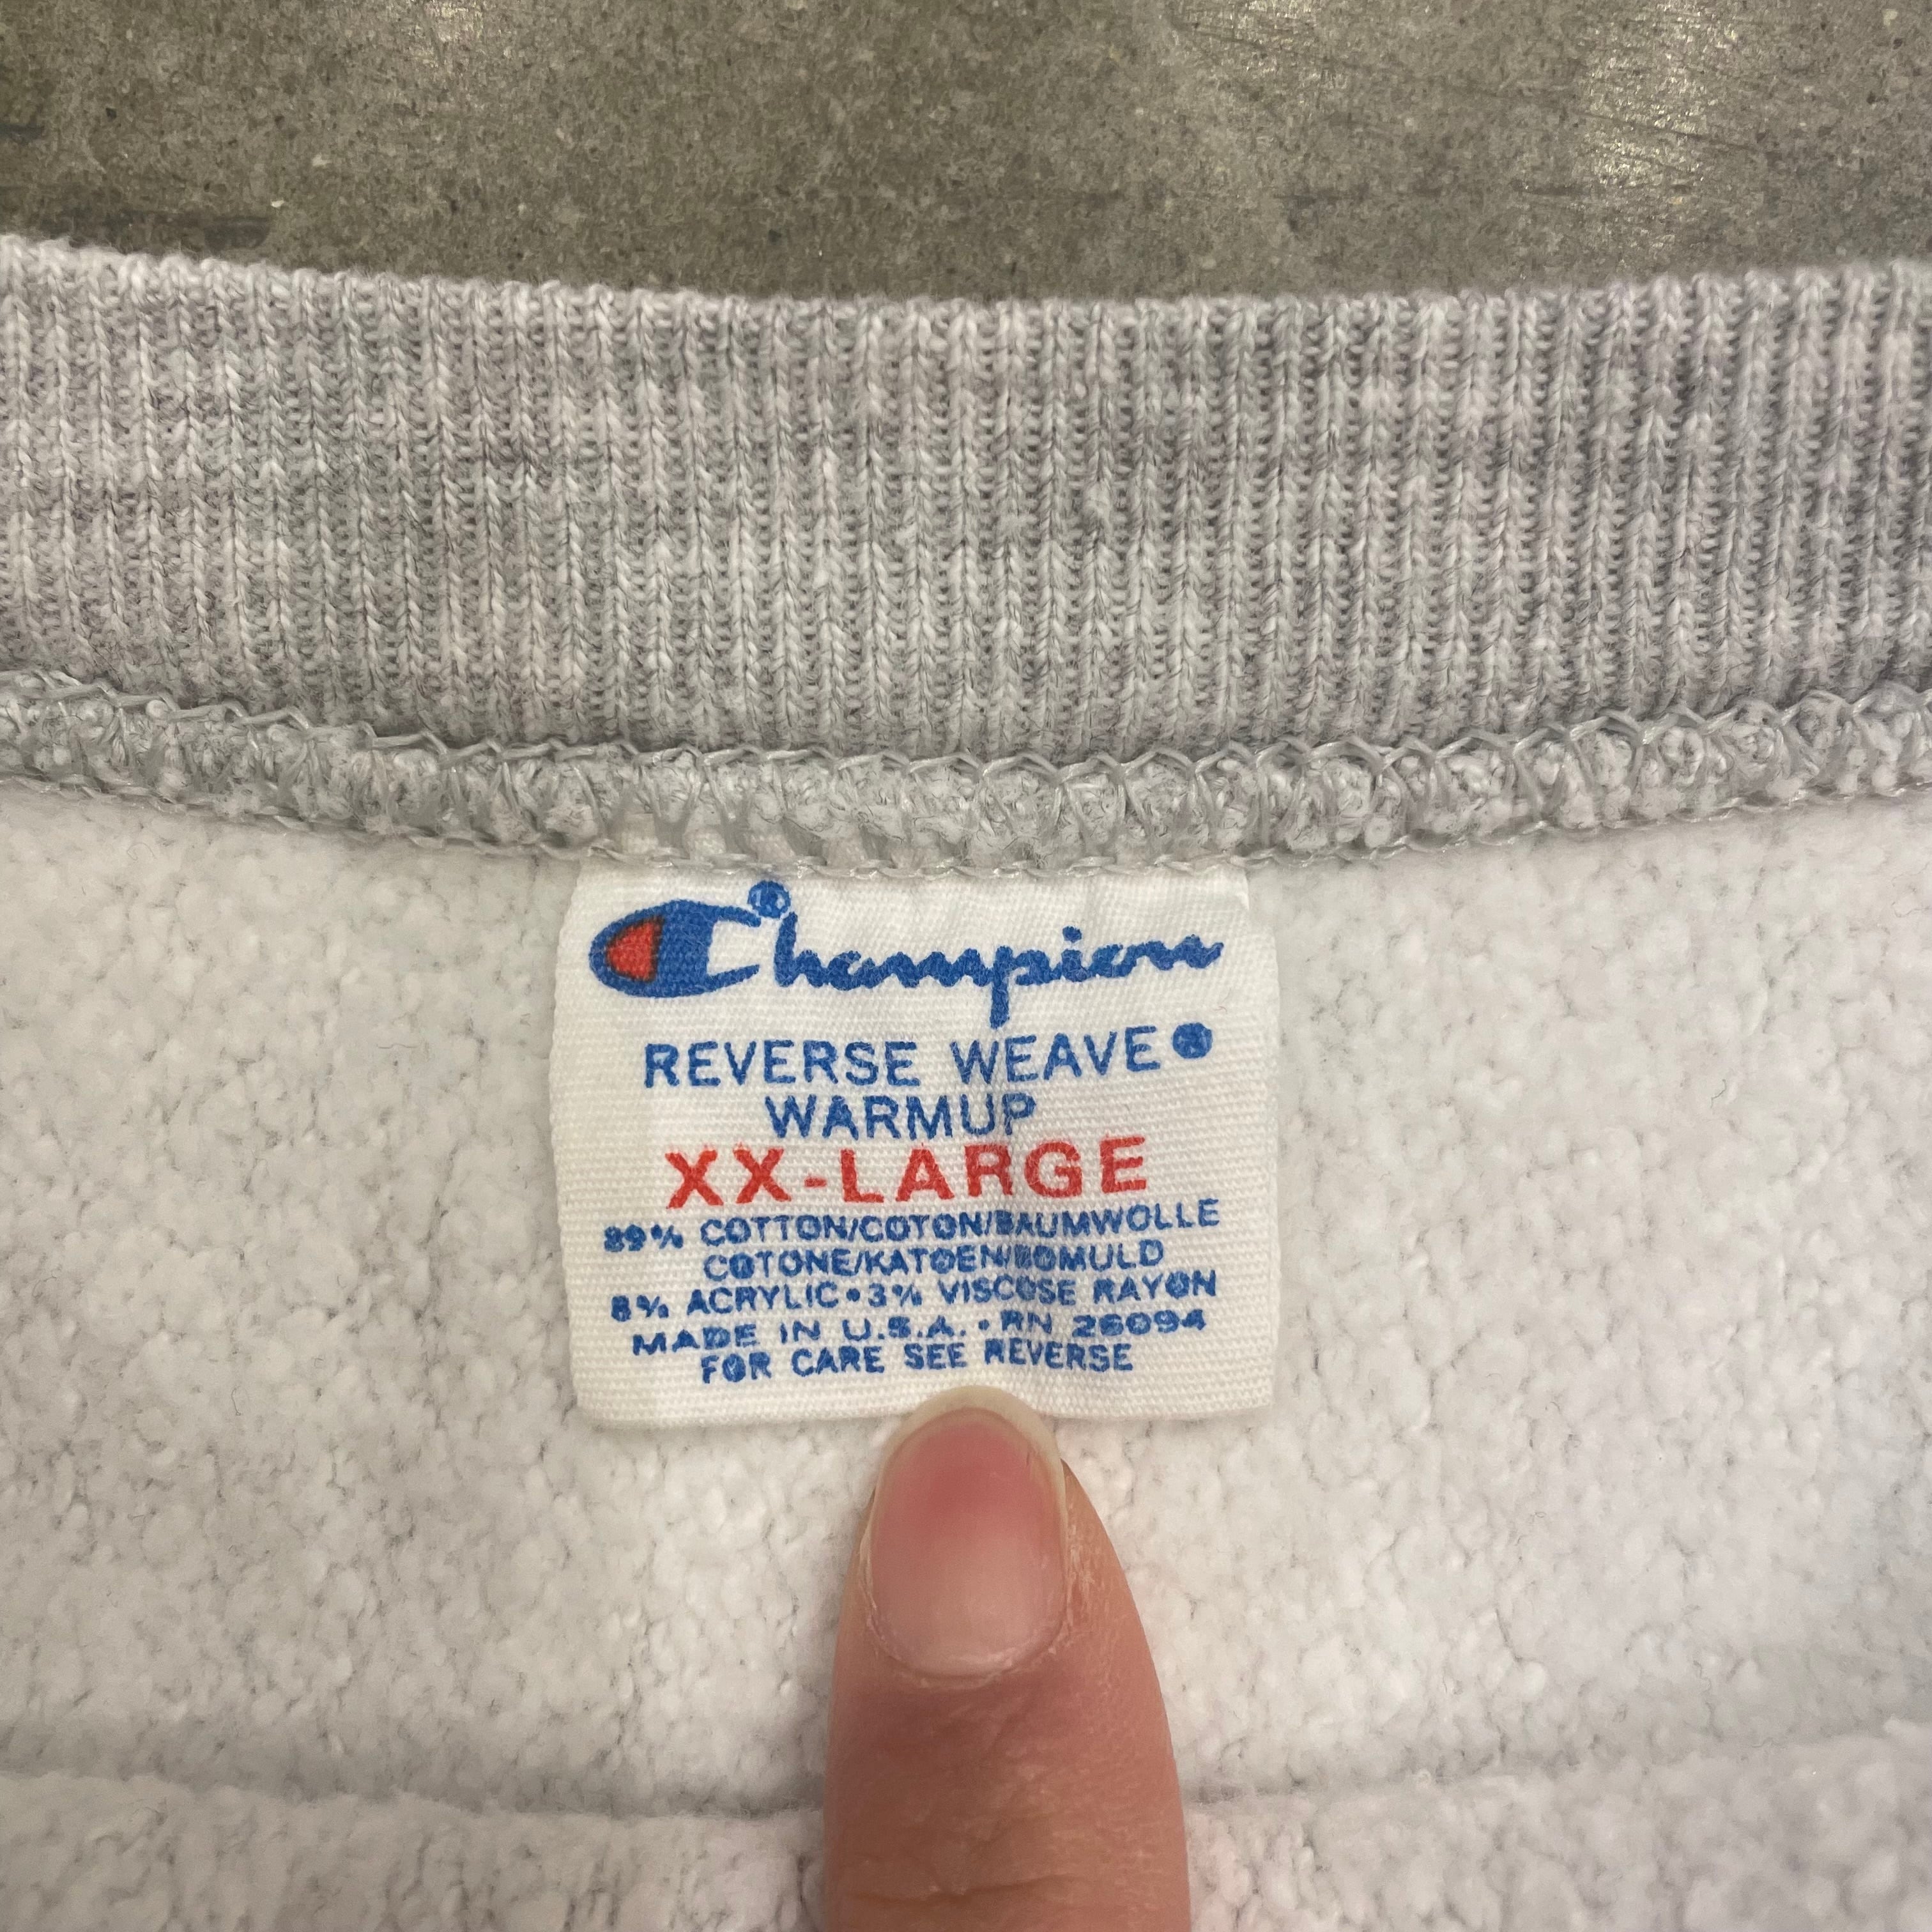 Champion®
REVERSE WEAVE®
WARMUP
XX-LARGE
89% COTTON/COTON/BAUMWOLLE
COTONE/KATOEN/BOMULD
8% ACRYLIC•3% VISCOSE RAYON
MADE IN U.S.A. • RN 26094
FOR CARE SEE REVERSE